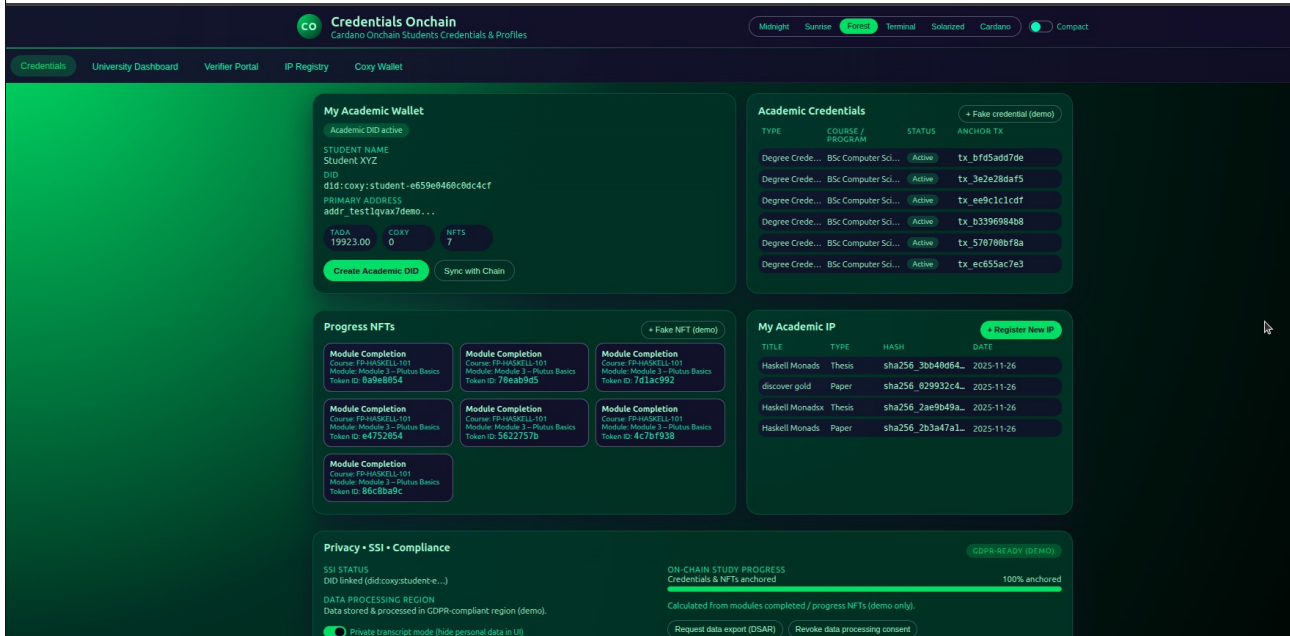 CO
Credentials Onchain
Cardano Onchain Students Credentials & Profiles
Midnight Sunrise Forest Terminal Solarized Cardano Compact
Credentials University Dashboard Verifier Portal IP Registry Coxy Wallet
My Academic Wallet
Academic DID active
STUDENT NAME
Student XYZ
DID
did:coxy:student-e659e0460c0dc4cf
PRIMARY ADDRESS
addr_test1qvax7demo...
TADA COXY NFTS
19923.00 0 7
Create Academic DID Sync with Chain
Academic Credentials
+ Fake credential (demo)
TYPE COURSE / PROGRAM STATUS ANCHOR TX
Degree Crede... BSc Computer Sci... Active tx_bfd5add7de
Degree Crede... BSc Computer Sci... Active tx_3e2e28daf5
Degree Crede... BSc Computer Sci... Active tx_ee9c1c1cdf
Degree Crede... BSc Computer Sci... Active tx_b3396984b8
Degree Crede... BSc Computer Sci... Active tx_570700bf8a
Degree Crede... BSc Computer Sci... Active tx_ec655ac7e3
Progress NFTs
+ Fake NFT (demo)
Module Completion
Course: FP-HASKELL-101
Module: Module 3 – Plutus Basics
Token ID: 0a9e8054
Module Completion
Course: FP-HASKELL-101
Module: Module 3 – Plutus Basics
Token ID: 70eab9d5
Module Completion
Course: FP-HASKELL-101
Module: Module 3 – Plutus Basics
Token ID: 7d1ac992
Module Completion
Course: FP-HASKELL-101
Module: Module 3 – Plutus Basics
Token ID: e4752054
Module Completion
Course: FP-HASKELL-101
Module: Module 3 – Plutus Basics
Token ID: 5622757b
Module Completion
Course: FP-HASKELL-101
Module: Module 3 – Plutus Basics
Token ID: 4c7bf938
Module Completion
Course: FP-HASKELL-101
Module: Module 3 – Plutus Basics
Token ID: 86c8ba9c
My Academic IP
+ Register New IP
TITLE TYPE HASH DATE
Haskell Monads Thesis sha256_3bb40d64… 2025-11-26
discover gold Paper sha256_029932c4… 2025-11-26
Haskell Monadsx Thesis sha256_2ae9b49a… 2025-11-26
Haskell Monads Paper sha256_2b3a47a1… 2025-11-26
Privacy • SSI • Compliance
GDPR-READY (DEMO)
SSI STATUS
DID linked (did:coxy:student-e…)
DATA PROCESSING REGION
Data stored & processed in GDPR-compliant region (demo).
Private transcript mode (hide personal data in UI)
ON-CHAIN STUDY PROGRESS
Credentials & NFTs anchored 100% anchored
Calculated from modules completed / progress NFTs (demo only).
Request data export (DSAR) Revoke data processing consent